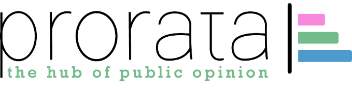 prorata
the hub of public opinion